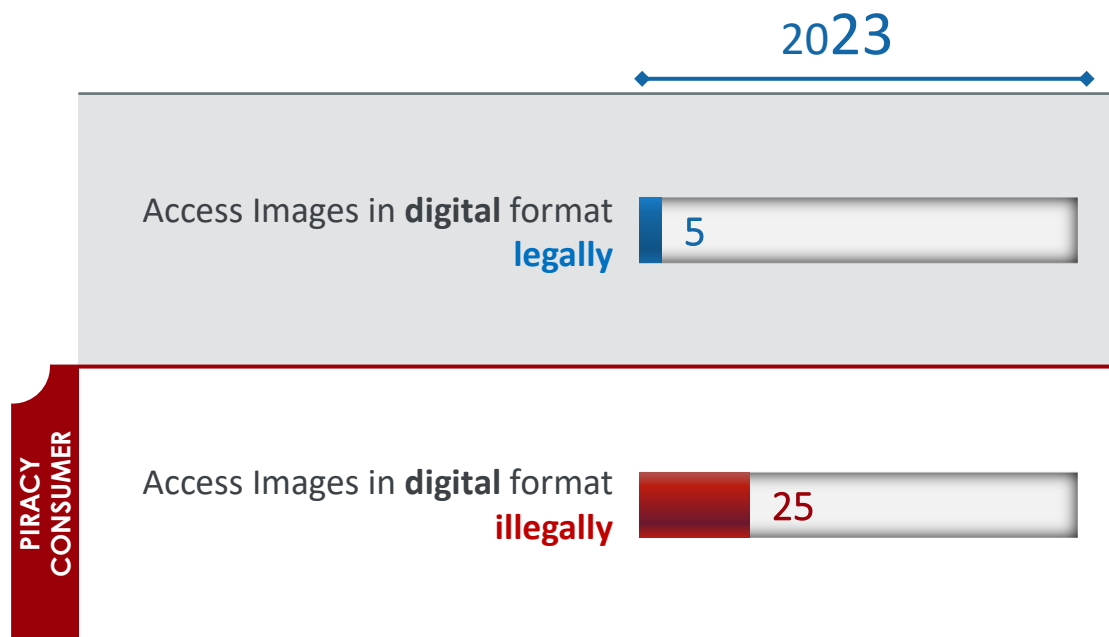 2023
Access Images in digital format
legally
5
PIRACY
CONSUMER
Access Images in digital format
illegally
25